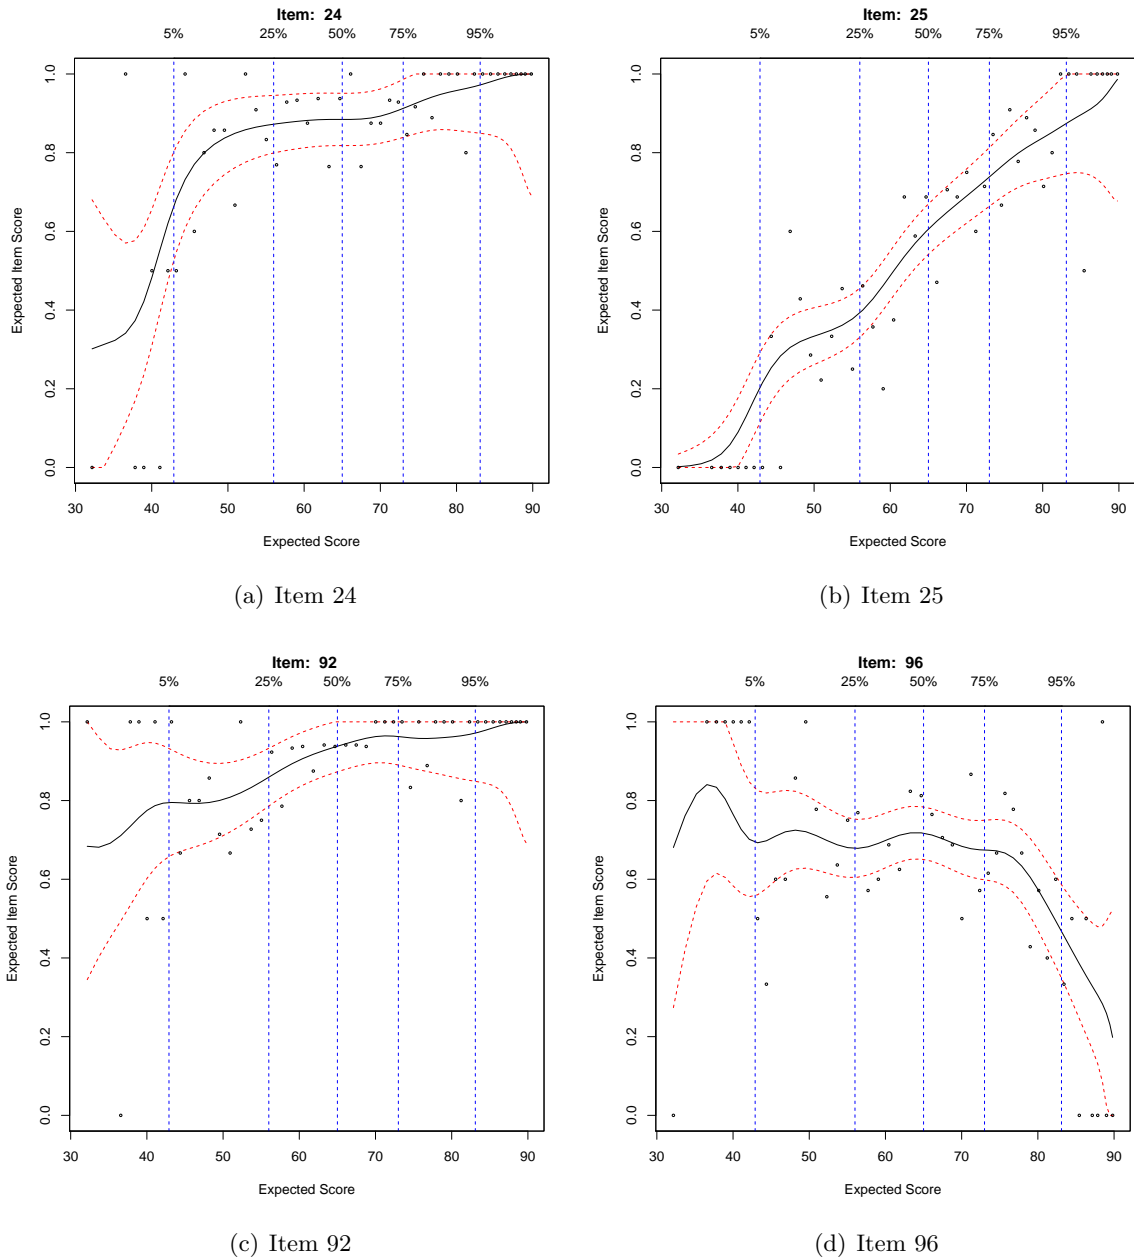 Item: 24
5% 25% 50% 75% 95%
Expected Item Score
1.0
0.8
0.6
0.4
0.2
0.0
30 40 50 60 70 80 90
Expected Score
(a) Item 24
Item: 25
5% 25% 50% 75% 95%
Expected Item Score
1.0
0.8
0.6
0.4
0.2
0.0
30 40 50 60 70 80 90
Expected Score
(b) Item 25
Item: 92
5% 25% 50% 75% 95%
Expected Item Score
1.0
0.8
0.6
0.4
0.2
0.0
30 40 50 60 70 80 90
Expected Score
(c) Item 92
Item: 96
5% 25% 50% 75% 95%
Expected Item Score
1.0
0.8
0.6
0.4
0.2
0.0
30 40 50 60 70 80 90
Expected Score
(d) Item 96